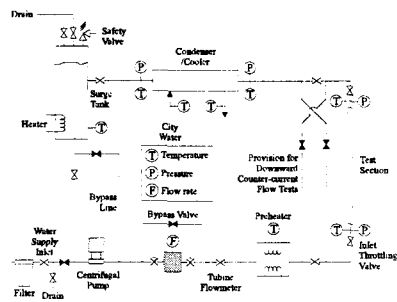 Drain
Safety
Valve
Condenser
/Cooler
P
P
T
T
T
T
T
P
Surge
Tank
Heater
T
City
Water
T Temperature
P Pressure
F Flow rate
Provision for
Downward
Counter-current
Flow Tests
Test
Section
Bypass
Line
Bypass Valve
F
Preheater
T
T
P
Water
Supply
Inlet
Centrifugal
Pump
Tubine
Flowmeter
Inlet
Throttling
Valve
Filter
Drain